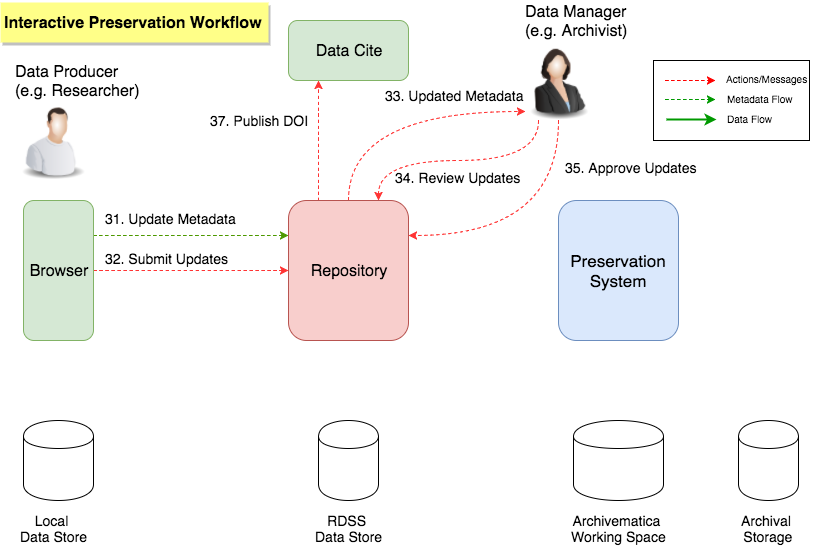 Interactive Preservation Workflow
Data Manager
(e.g. Archivist)
Data Cite
Data Producer
(e.g. Researcher)
Actions/Messages
Metadata Flow
Data Flow
33. Updated Metadata
37. Publish DOI
34. Review Updates
35. Approve Updates
31. Update Metadata
32. Submit Updates
Browser
Repository
Preservation
System
Local
Data Store
RDSS
Data Store
Archivematica
Working Space
Archival
Storage